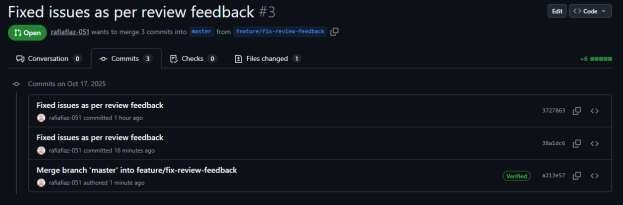 Fixed issues as per review feedback #3
Edit
Code
Open
rafiafiaz-051 wants to merge 3 commits into master from feature/fix-review-feedback
Conversation 0
Commits 3
Checks 0
Files changed 1
+6
Commits on Oct 17, 2025
Fixed issues as per review feedback
rafiafiaz-051 committed 1 hour ago
3727863
Fixed issues as per review feedback
rafiafiaz-051 committed 18 minutes ago
Merge branch 'master' into feature/fix-review-feedback
rafiafiaz-051 authored 1 minute ago
Verified
a213e57